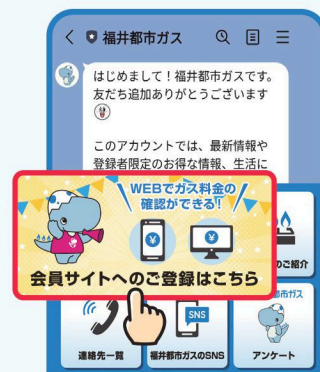 福井都市ガス
はじめまして！福井都市ガスです。
友だち追加ありがとうございます
このアカウントでは、最新情報や
登録者限定のお得な情報、生活に
WEBでガス料金の
確認ができる！
¥
¥
会員サイトへのご登録はこちら
のご紹介
都市ガス
SNS
連絡先一覧
福井都市ガスのSNS
アンケート